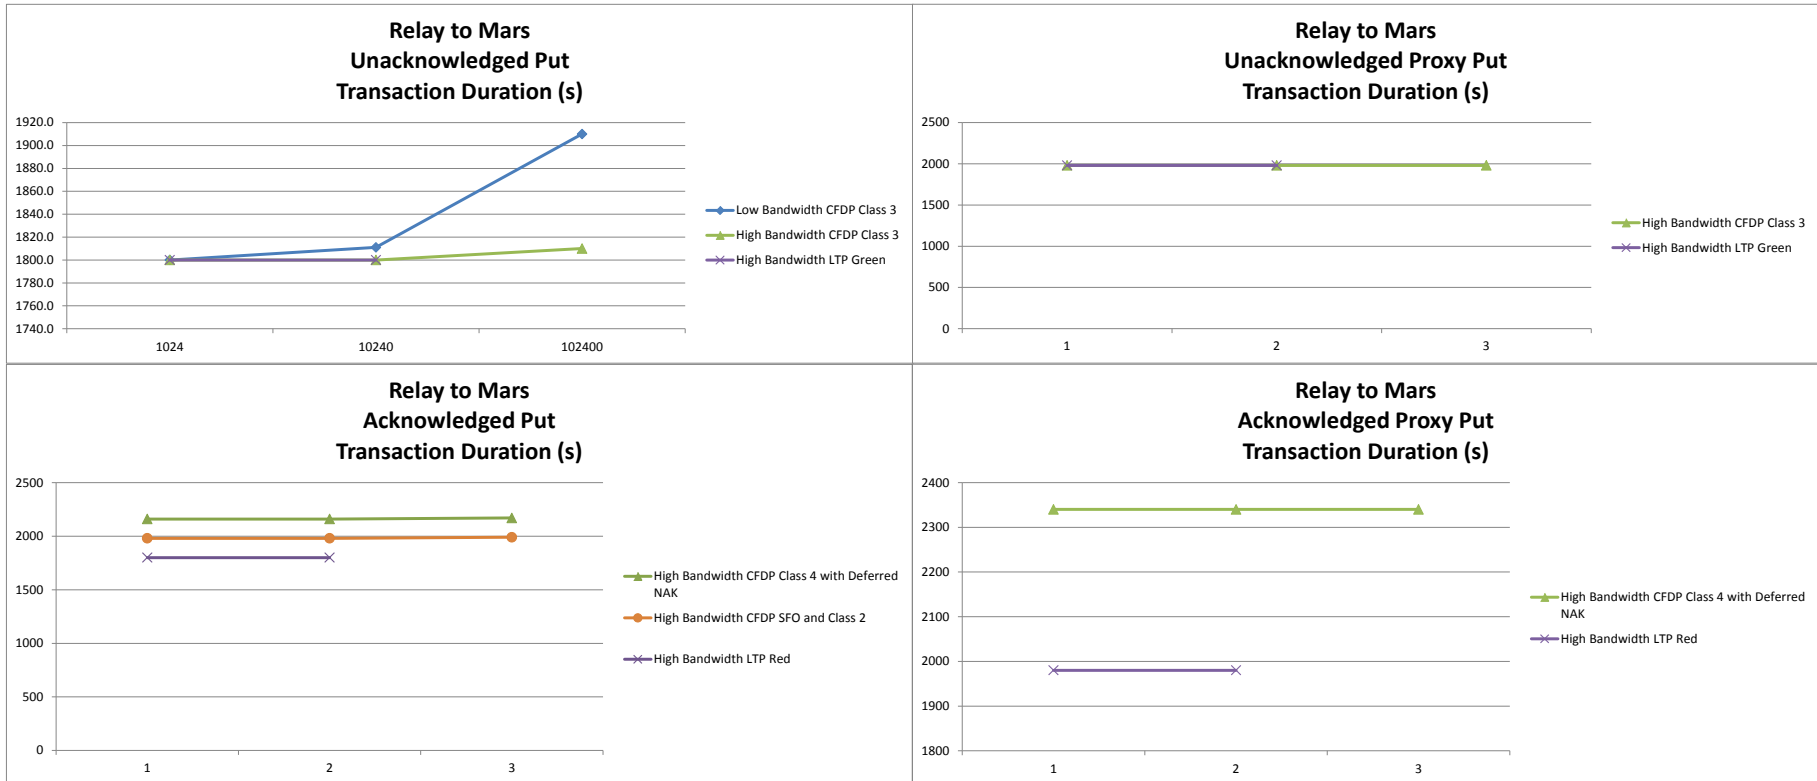 Relay to Mars
Unacknowledged Put
Transaction Duration (s)
1920.0
1900.0
1880.0
1860.0
1840.0
1820.0
1800.0
1780.0
1760.0
1740.0
1024
10240
102400
Low Bandwidth CFDP Class 3
High Bandwidth CFDP Class 3
High Bandwidth LTP Green
Relay to Mars
Unacknowledged Proxy Put
Transaction Duration (s)
2500
2000
1500
1000
500
0
1
2
3
High Bandwidth CFDP Class 3
High Bandwidth LTP Green
Relay to Mars
Acknowledged Put
Transaction Duration (s)
2500
2000
1500
1000
500
0
1
2
3
High Bandwidth CFDP Class 4 with Deferred
NAK
High Bandwidth CFDP SFO and Class 2
High Bandwidth LTP Red
Relay to Mars
Acknowledged Proxy Put
Transaction Duration (s)
2400
2300
2200
2100
2000
1900
1800
1
2
3
High Bandwidth CFDP Class 4 with Deferred
NAK
High Bandwidth LTP Red